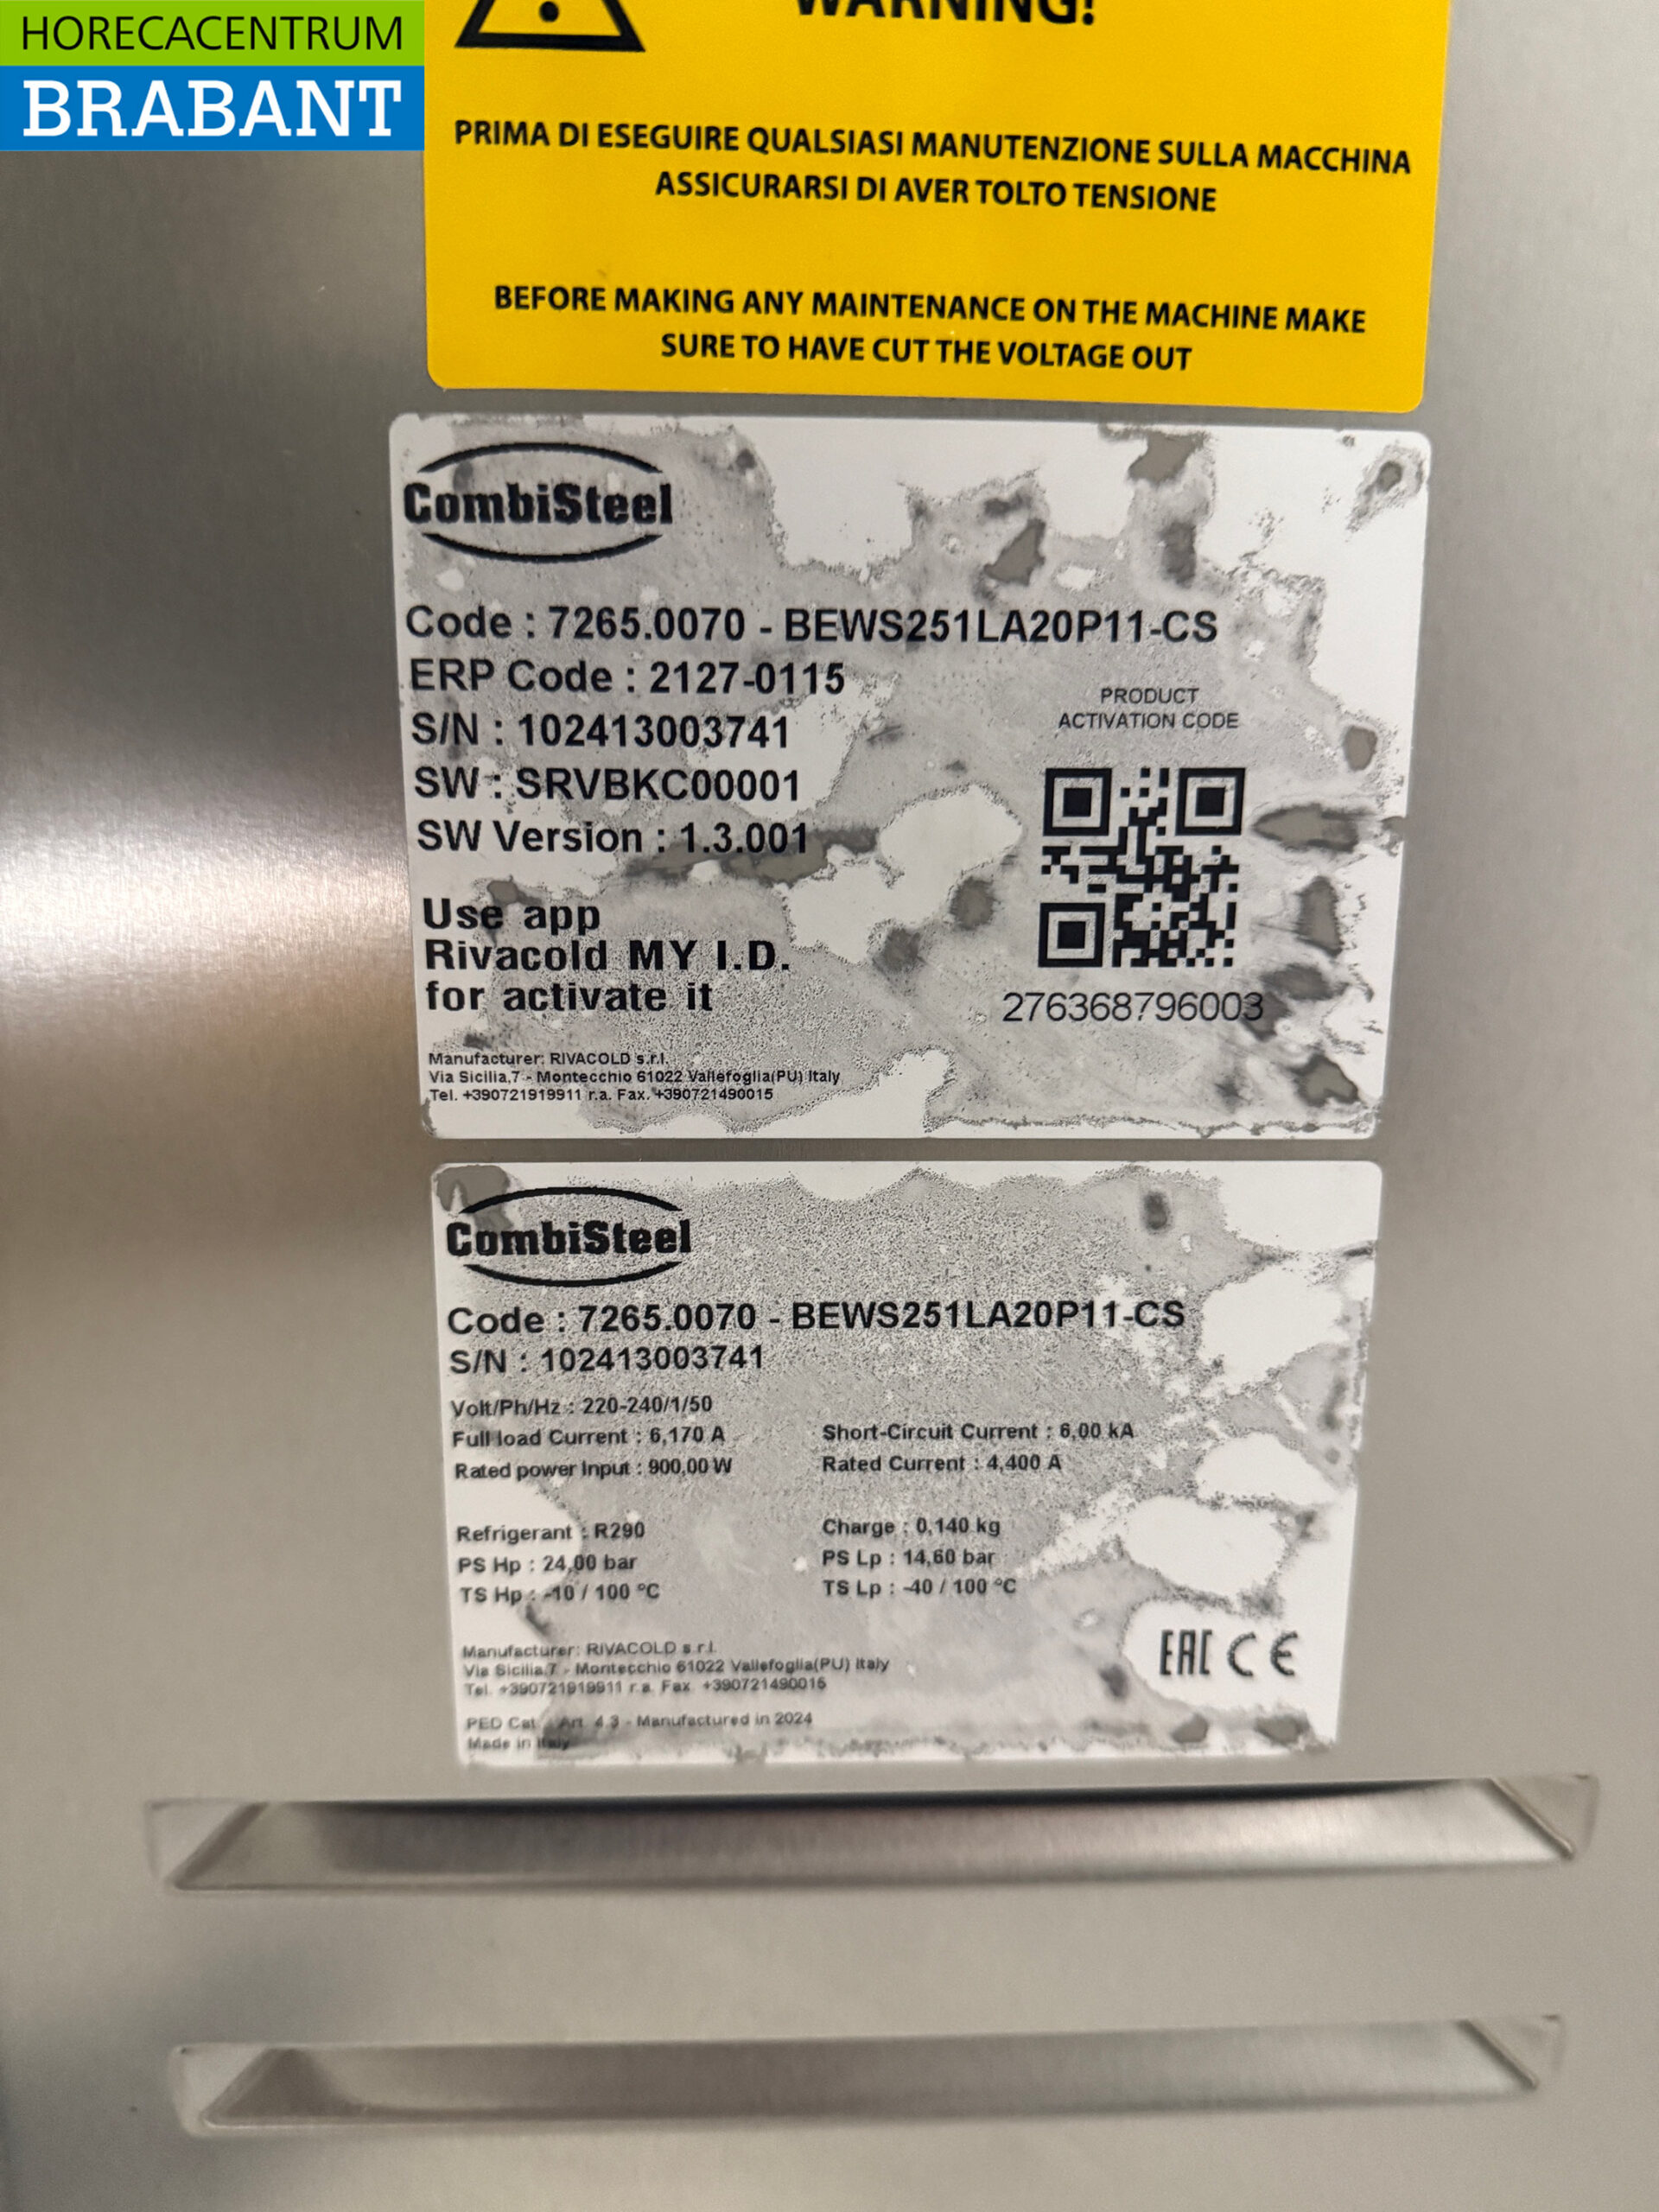 HORECACENTRUM
BRABANT
WARNING!
PRIMA DI ESEGUIRE QUALSIASI MANUTENZIONE SULLA MACCHINA
ASSICURARSI DI AVER TOLTO TENSIONE
BEFORE MAKING ANY MAINTENANCE ON THE MACHINE MAKE
SURE TO HAVE CUT THE VOLTAGE OUT
CombiSteel
Code : 7265.0070 - BEWS251LA20P11-CS
ERP Code : 2127-0115
S/N : 102413003741
SW : SRVBKC00001
SW Version : 1.3.001
PRODUCT
ACTIVATION CODE
276368796003
Use app
Rivacold MY I.D.
for activate it
Manufacturer: RIVACOLD s.r.l.
Via Sicilia,7 - Montecchio 61022 Vallefoglia(PU) Italy
Tel. +390721919911 r.a. Fax. +390721490015
CombiSteel
Code : 7265.0070 - BEWS251LA20P11-CS
S/N : 102413003741
Volt/Ph/Hz : 220-240/1/50
Full load Current : 6,170 A Short-Circuit Current : 6,00 kA
Rated power Input : 900,00 W Rated Current : 4,400 A
Refrigerant : R290 Charge : 0,140 kg
PS Hp : 24,00 bar PS Lp : 14,60 bar
TS Hp : -10 / 100 °C TS Lp : -40 / 100 °C
Manufacturer: RIVACOLD s.r.l.
Via Sicilia,7 - Montecchio 61022 Vallefoglia(PU) Italy
Tel. +390721919911 r.a. Fax. +390721490015
EAC CE
PED Cat. Art. 4.3 - Manufactured in 2024
Made in Italy